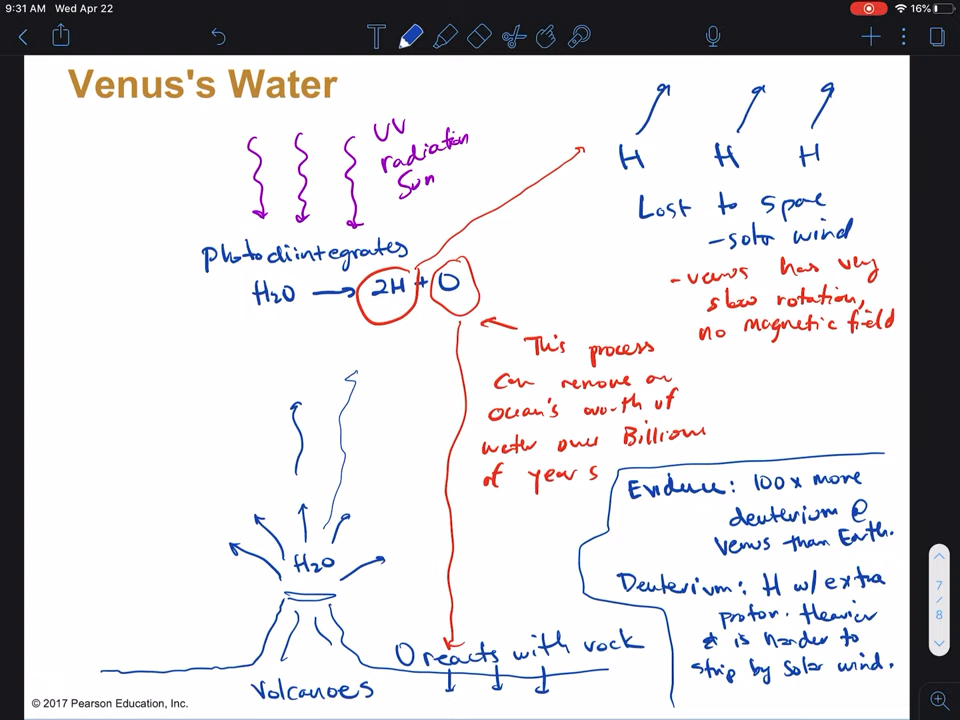 9:31 AM Wed Apr 22
16%
T
Venus's Water
UV
radiation
Sun
photodiintegrates
H2O → 2H + O
H H H
Lost to space
- solar wind
- venus has very
slow rotation,
no magnetic field
This process
can remove an
ocean's worth of
water over Billions
of years
Evidence: 100x more
deuterium @
Venus than Earth.
Deuterium: H w/ extra
proton. Heavier
& is harder to
strip by solar wind.
H2O
O reacts with rock
Volcanoes
7
/
8
© 2017 Pearson Education, Inc.